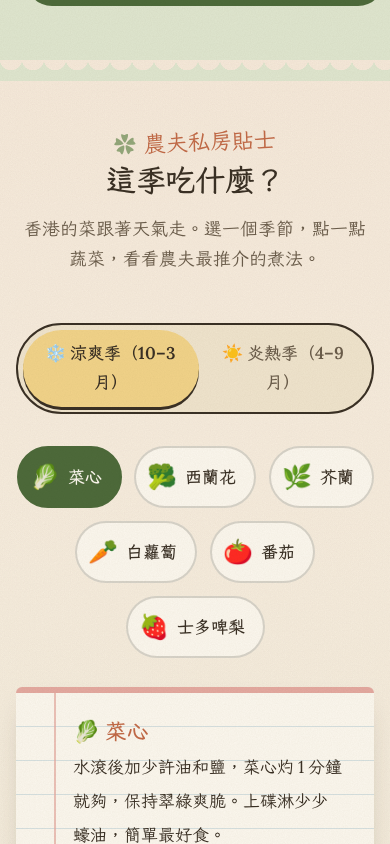 農夫私房貼士
這季吃什麼？
香港的菜跟著天氣走。選一個季節，點一點
蔬菜，看看農夫最推介的煮法。
涼爽季（10–3
月）
炎熱季（4–9
月）
菜心
西蘭花
芥蘭
白蘿蔔
番茄
士多啤梨
菜心
水滾後加少許油和鹽，菜心灼1分鐘
就夠，保持翠綠爽脆。上碟淋少少
蠔油，簡單最好食。